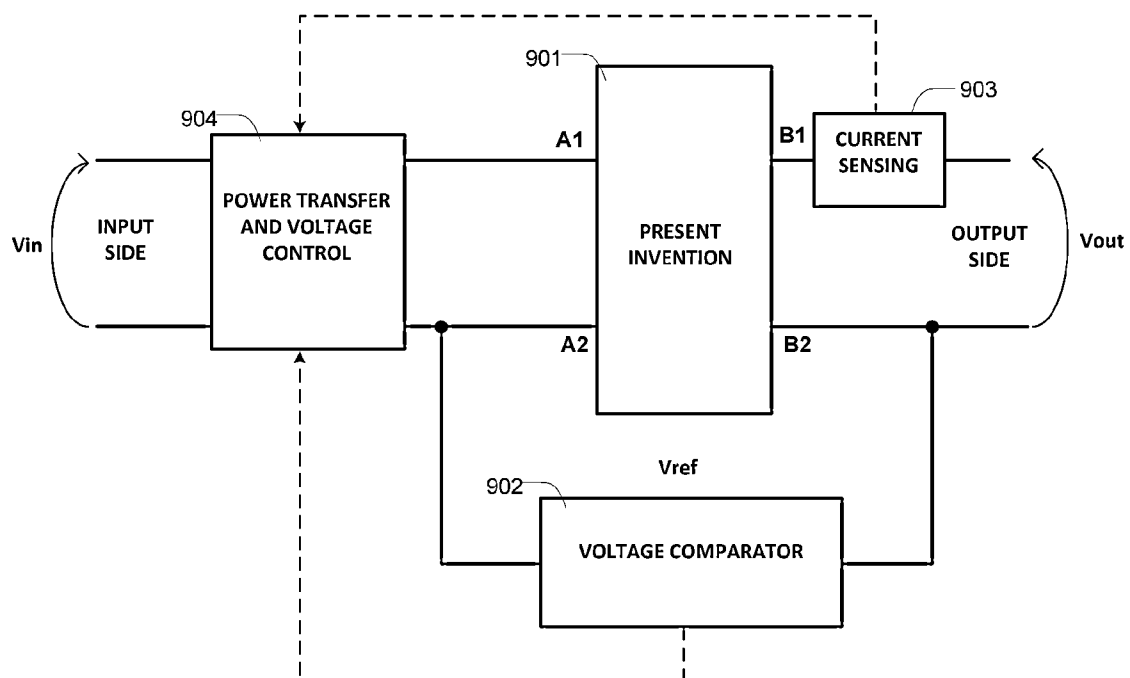 901
903
904
A1
B1
CURRENT
SENSING
POWER TRANSFER
AND VOLTAGE
CONTROL
Vin
INPUT
SIDE
PRESENT
INVENTION
OUTPUT
SIDE
Vout
A2
B2
Vref
902
VOLTAGE COMPARATOR